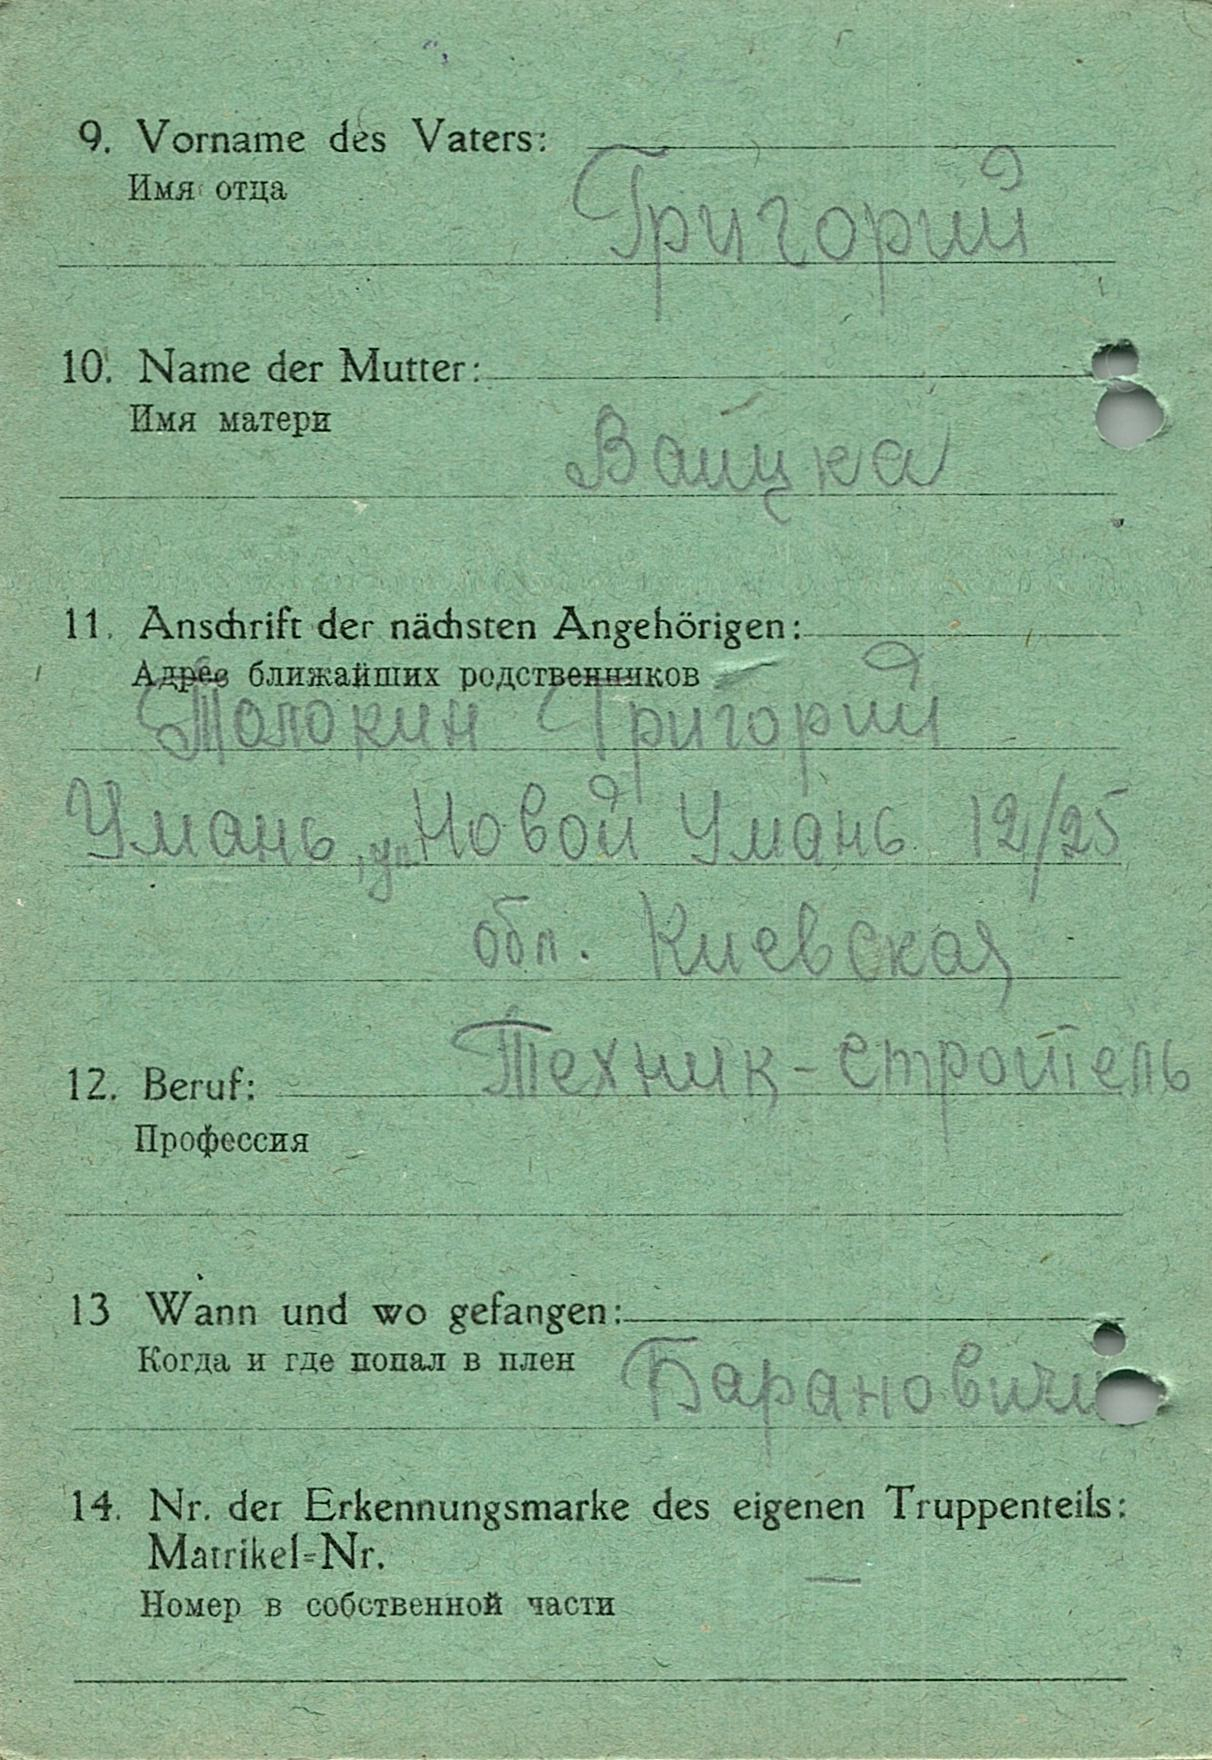 9. Vorname des Vaters:
Имя отца
Григорий
10. Name der Mutter:
Имя матери
Вайцка
11. Anschrift der nächsten Angehörigen:
Адрес ближайших родственников
Толокин Григорий
Умань, ул. Новой Умань 12/25
обл. Киевская
Техник - строитель
12. Beruf:
Профессия
13 Wann und wo gefangen:
Когда и где попал в плен
Барановичи
14. Nr. der Erkennungsmarke des eigenen Truppenteils:
Matrikel=Nr.
—
Номер в собственной части